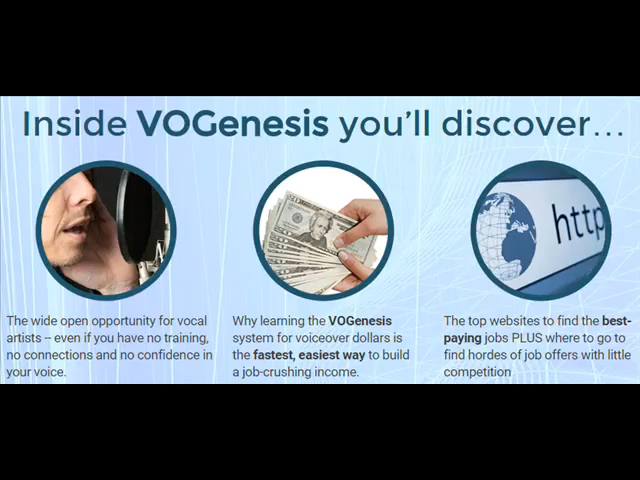 Inside VOGenesis you'll discover...
http
The wide open opportunity for vocal
artists -- even if you have no training,
no connections and no confidence in
your voice.
Why learning the VOGenesis
system for voiceover dollars is
the fastest, easiest way to build
a job-crushing income.
The top websites to find the best-
paying jobs PLUS where to go to
find hordes of job offers with little
competition